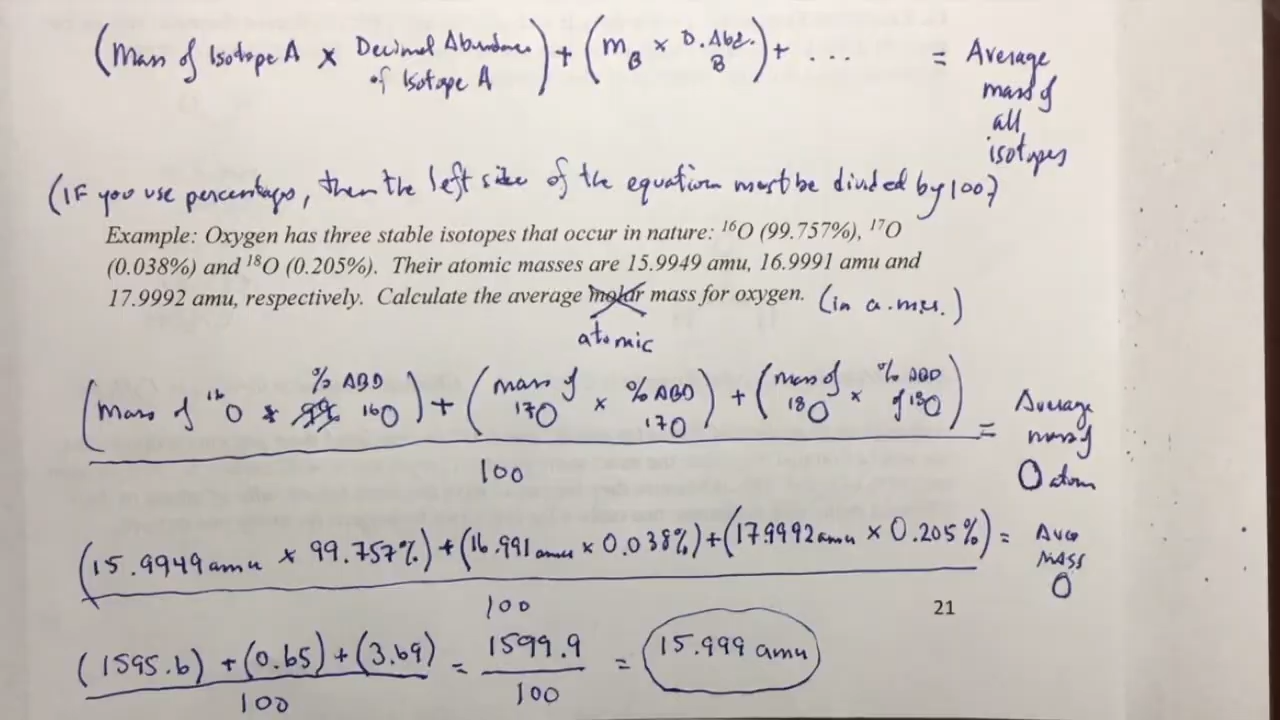 (Mass of Isotope A × Decimal Abundance of Isotope A) + (m_B × D. Abd. B) + ... = Average mass of all isotopes
(IF you use percentages, then the left side of the equation must be divided by 100)
Example: Oxygen has three stable isotopes that occur in nature: ¹⁶O (99.757%), ¹⁷O
(0.038%) and ¹⁸O (0.205%). Their atomic masses are 15.9949 amu, 16.9991 amu and
17.9992 amu, respectively. Calculate the average molar mass for oxygen. (in a.m.u.)
atomic
(Mass of ¹⁶O × % ABD ¹⁶O) + (mass of ¹⁷O × % ABD ¹⁷O) + (mass of ¹⁸O × % ABD of ¹⁸O) = Average mass of O atom
100
(15.9949 amu × 99.757%) + (16.991 amu × 0.038%) + (17.9992 amu × 0.205%) = Ave MASS O
100
21
(1595.6) + (0.65) + (3.69) = 1599.9 = 15.999 amu
100 100